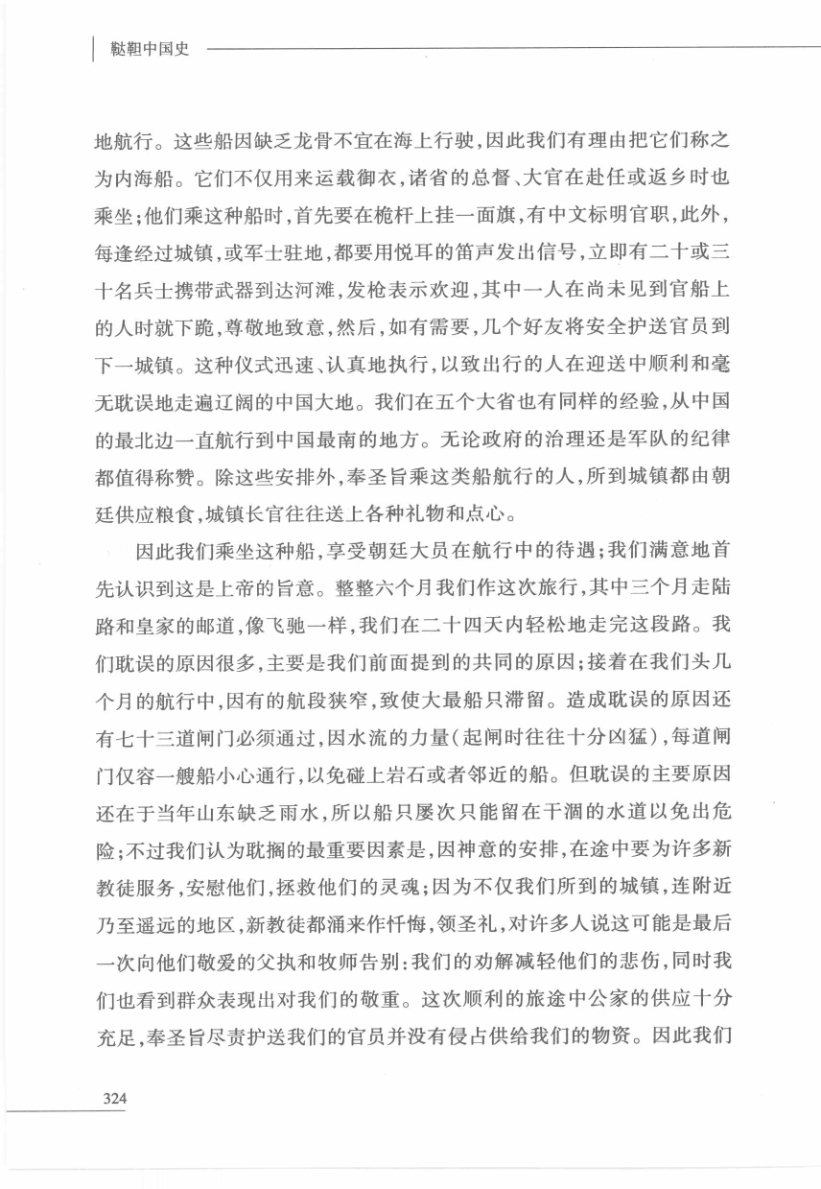 鞑靼中国史
地航行。这些船因缺乏龙骨不宜在海上行驶,因此我们有理由把它们称之
为内海船。它们不仅用来运载御衣,诸省的总督、大官在赴任或返乡时也
乘坐;他们乘这种船时,首先要在桅杆上挂一面旗,有中文标明官职,此外,
每逢经过城镇,或军士驻地,都要用悦耳的笛声发出信号,立即有二十或三
十名兵士携带武器到达河滩,发枪表示欢迎,其中一人在尚未见到官船上
的人时就下跪,尊敬地致意,然后,如有需要,几个好友将安全护送官员到
下一城镇。这种仪式迅速、认真地执行,以致出行的人在迎送中顺利和毫
无耽误地走遍辽阔的中国大地。我们在五个大省也有同样的经验,从中国
的最北边一直航行到中国最南的地方。无论政府的治理还是军队的纪律
都值得称赞。除这些安排外,奉圣旨乘这类船航行的人,所到城镇都由朝
廷供应粮食,城镇长官往往送上各种礼物和点心。
因此我们乘坐这种船,享受朝廷大员在航行中的待遇;我们满意地首
先认识到这是上帝的旨意。整整六个月我们作这次旅行,其中三个月走陆
路和皇家的邮道,像飞驰一样,我们在二十四天内轻松地走完这段路。我
们耽误的原因很多,主要是我们前面提到的共同的原因;接着在我们头几
个月的航行中,因有的航段狭窄,致使大最船只滞留。造成耽误的原因还
有七十三道闸门必须通过,因水流的力量(起闸时往往十分凶猛),每道闸
门仅容一艘船小心通行,以免碰上岩石或者邻近的船。但耽误的主要原因
还在于当年山东缺乏雨水,所以船只屡次只能留在干涸的水道以免出危
险;不过我们认为耽搁的最重要因素是,因神意的安排,在途中要为许多新
教徒服务,安慰他们,拯救他们的灵魂;因为不仅我们所到的城镇,连附近
乃至遥远的地区,新教徒都涌来作忏悔,领圣礼,对许多人说这可能是最后
一次向他们敬爱的父执和牧师告别:我们的劝解减轻他们的悲伤,同时我
们也看到群众表现出对我们的敬重。这次顺利的旅途中公家的供应十分
充足,奉圣旨尽责护送我们的官员并没有侵占供给我们的物资。因此我们
324